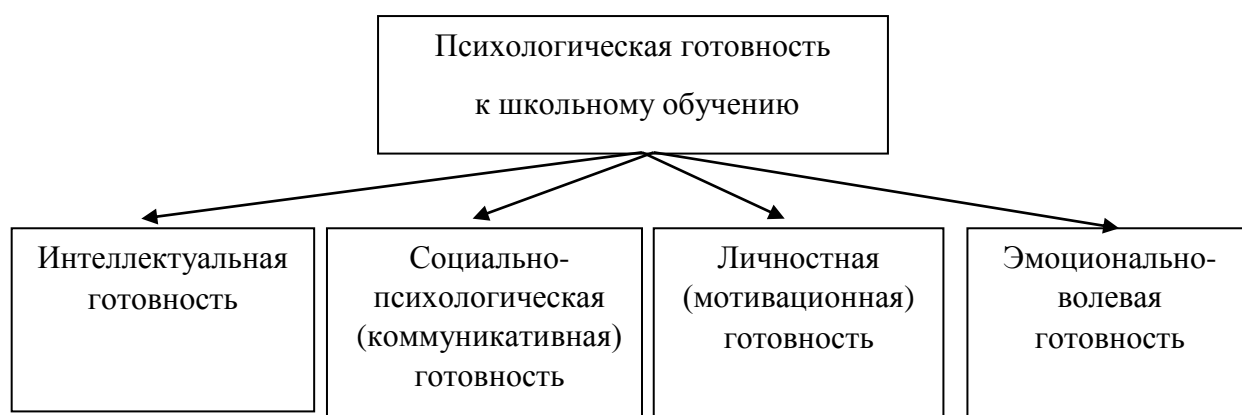 Психологическая готовность
к школьному обучению
Интеллектуальная
готовность
Социально-
психологическая
(коммуникативная)
готовность
Личностная
(мотивационная)
готовность
Эмоционально-
волевая
готовность